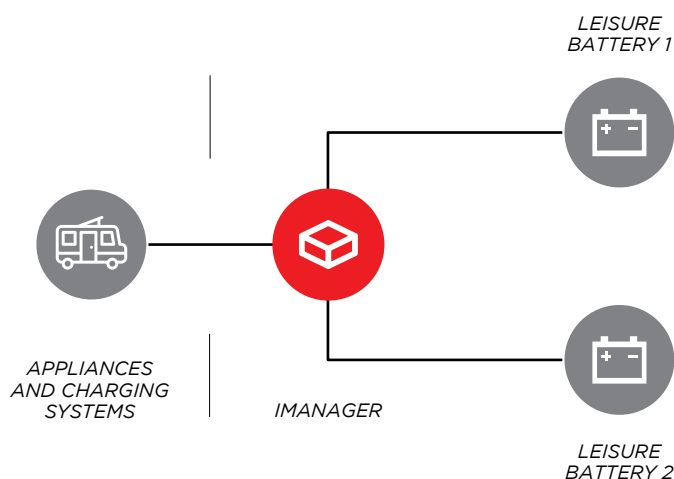 LEISURE
BATTERY 1
APPLIANCES
AND CHARGING
SYSTEMS
IMANAGER
LEISURE
BATTERY 2